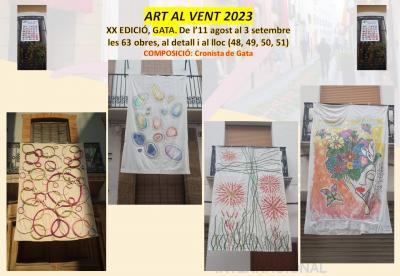 ART AL VENT 2023
XX EDICIÓ, GATA. De l'11 agost al 3 setembre
les 63 obres, al detall i al lloc (48, 49, 50, 51)
COMPOSICIÓ: Cronista de Gata